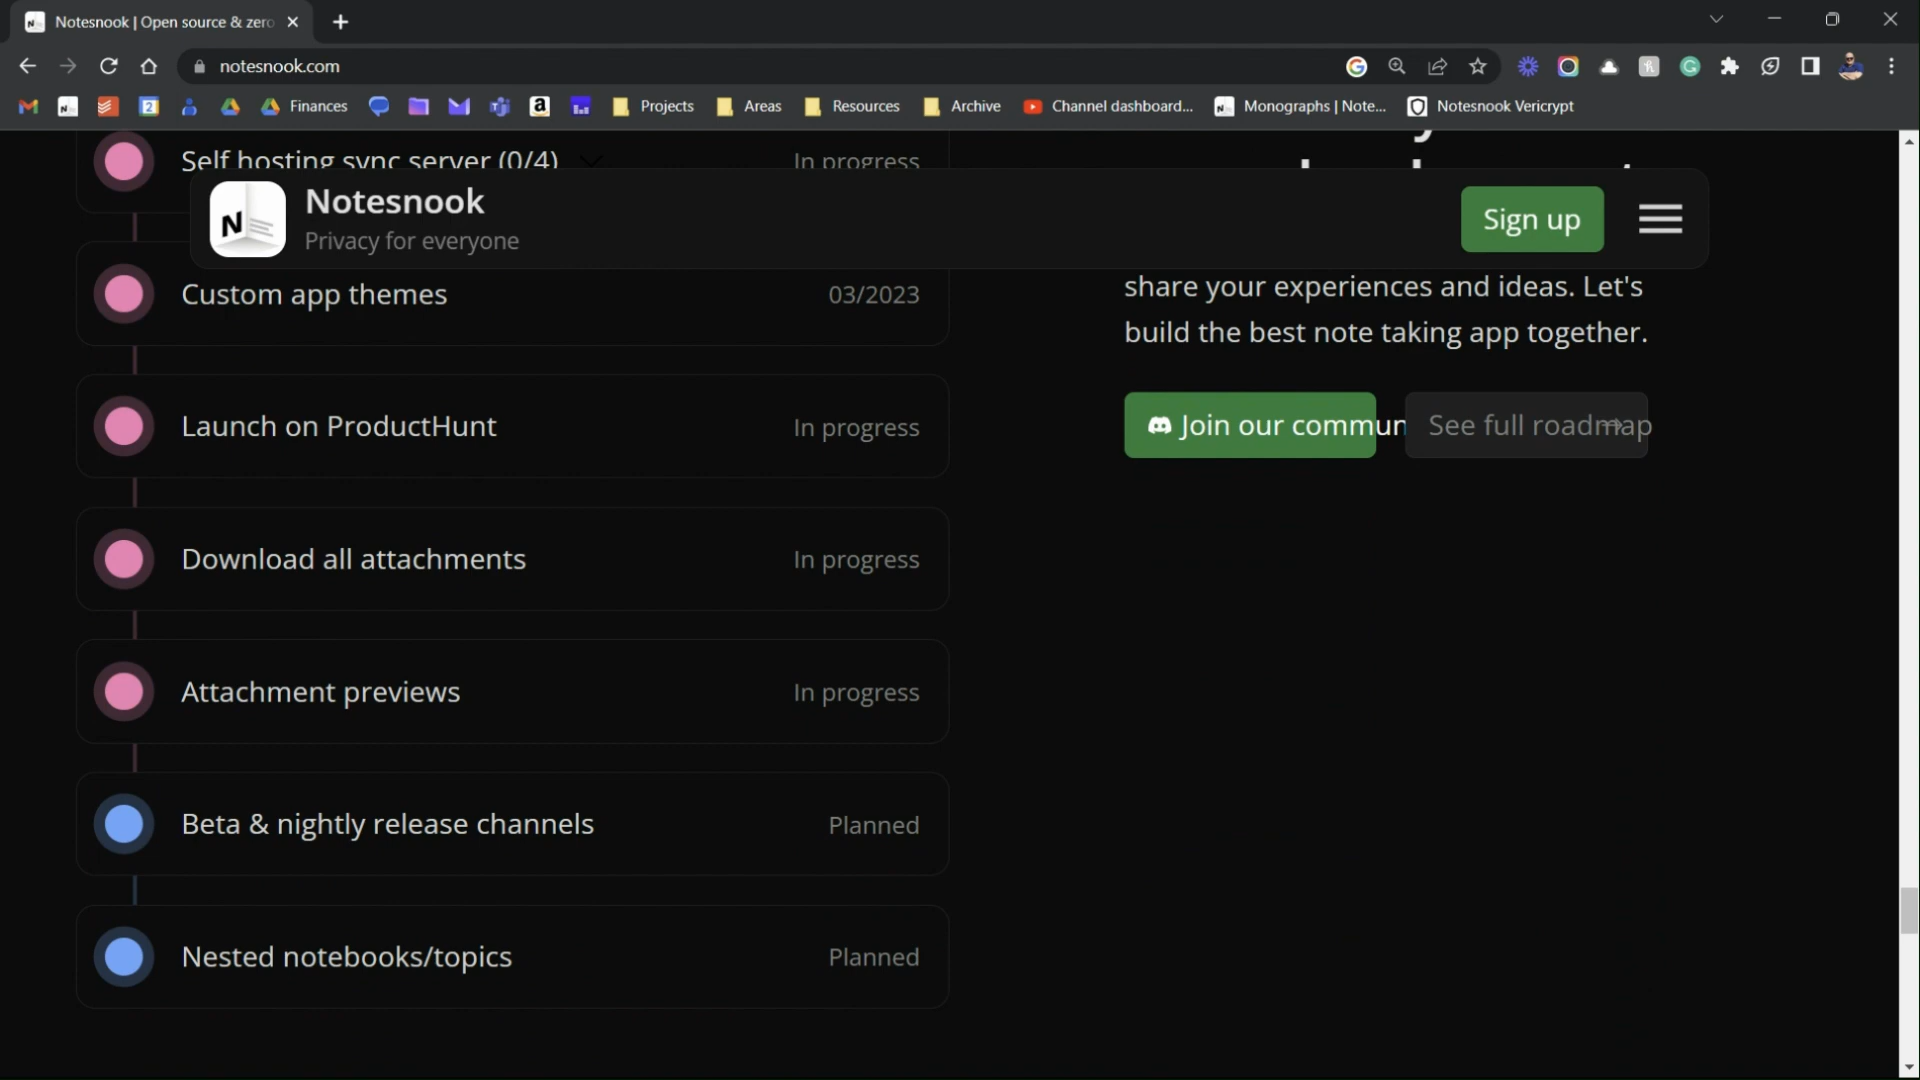 Notesnook | Open source & zero
notesnook.com
Finances
Projects
Areas
Resources
Archive
Channel dashboard...
Monographs | Note...
Notesnook Vericrypt
Self hosting sync server (0/4)
In progress
Notesnook
Privacy for everyone
Sign up
Custom app themes
03/2023
share your experiences and ideas. Let's
build the best note taking app together.
Launch on ProductHunt
In progress
Join our commun
See full roadmap
Download all attachments
In progress
Attachment previews
In progress
Beta & nightly release channels
Planned
Nested notebooks/topics
Planned